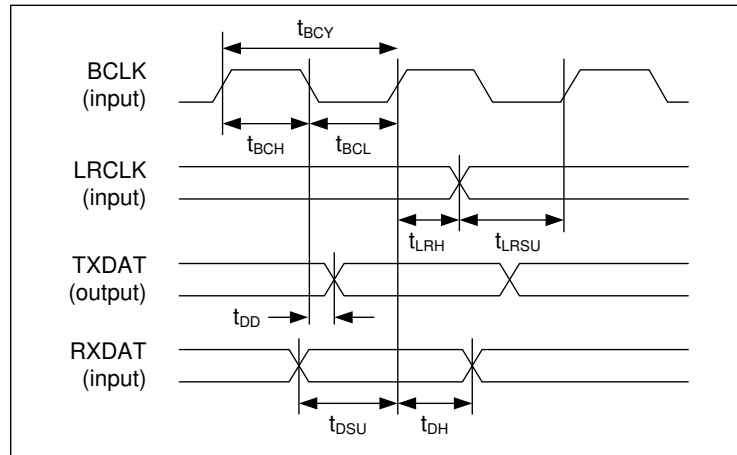 tBCY
BCLK
(input)
tBCH
tBCL
LRCLK
(input)
tLRH
tLRSU
TXDAT
(output)
tDD
RXDAT
(input)
tDSU
tDH